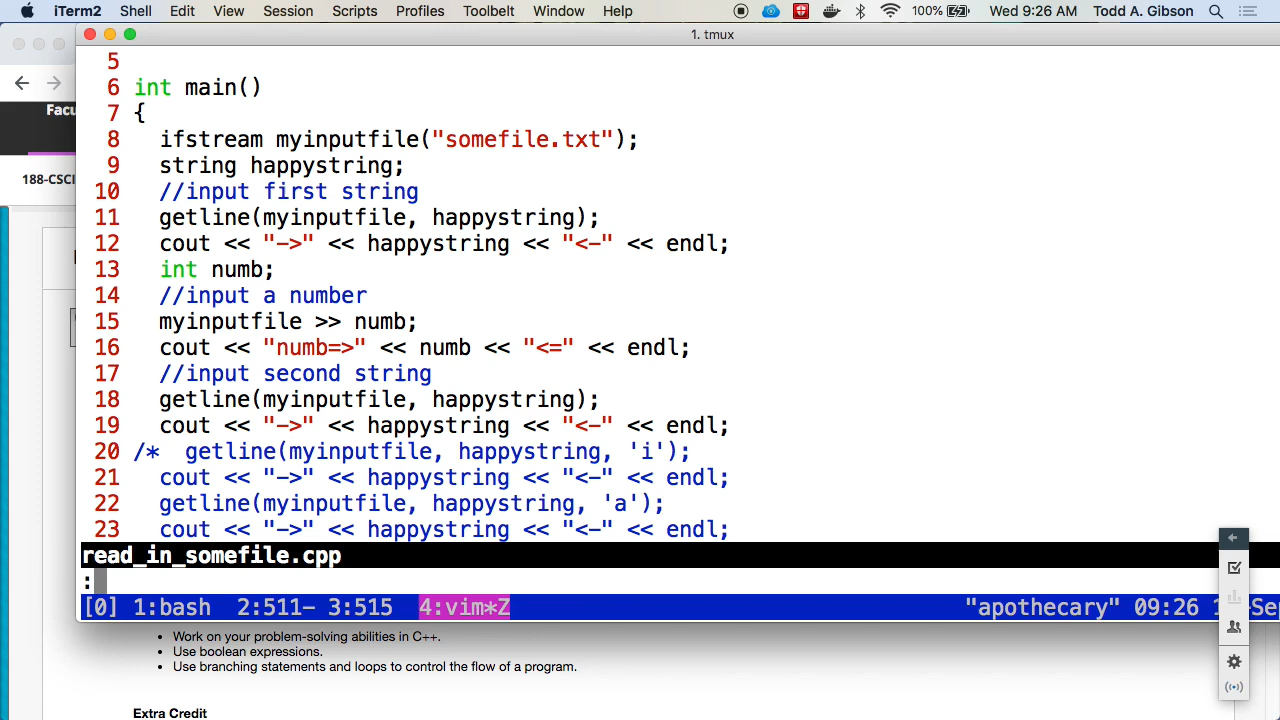 iTerm2 Shell Edit View Session Scripts Profiles Toolbelt Window Help 100% Wed 9:26 AM Todd A. Gibson
1. tmux
Facu
188-CSCI
5
6 int main()
7 {
8 ifstream myinputfile("somefile.txt");
9 string happystring;
10 //input first string
11 getline(myinputfile, happystring);
12 cout << "->" << happystring << "<-" << endl;
13 int numb;
14 //input a number
15 myinputfile >> numb;
16 cout << "numb=>" << numb << "<=" << endl;
17 //input second string
18 getline(myinputfile, happystring);
19 cout << "->" << happystring << "<-" << endl;
20 /* getline(myinputfile, happystring, 'i');
21 cout << "->" << happystring << "<-" << endl;
22 getline(myinputfile, happystring, 'a');
23 cout << "->" << happystring << "<-" << endl;
read_in_somefile.cpp
:
[0] 1:bash 2:511- 3:515 4:vim*Z "apothecary" 09:26 1 -Sep
• Work on your problem-solving abilities in C++.
• Use boolean expressions.
• Use branching statements and loops to control the flow of a program.
Extra Credit